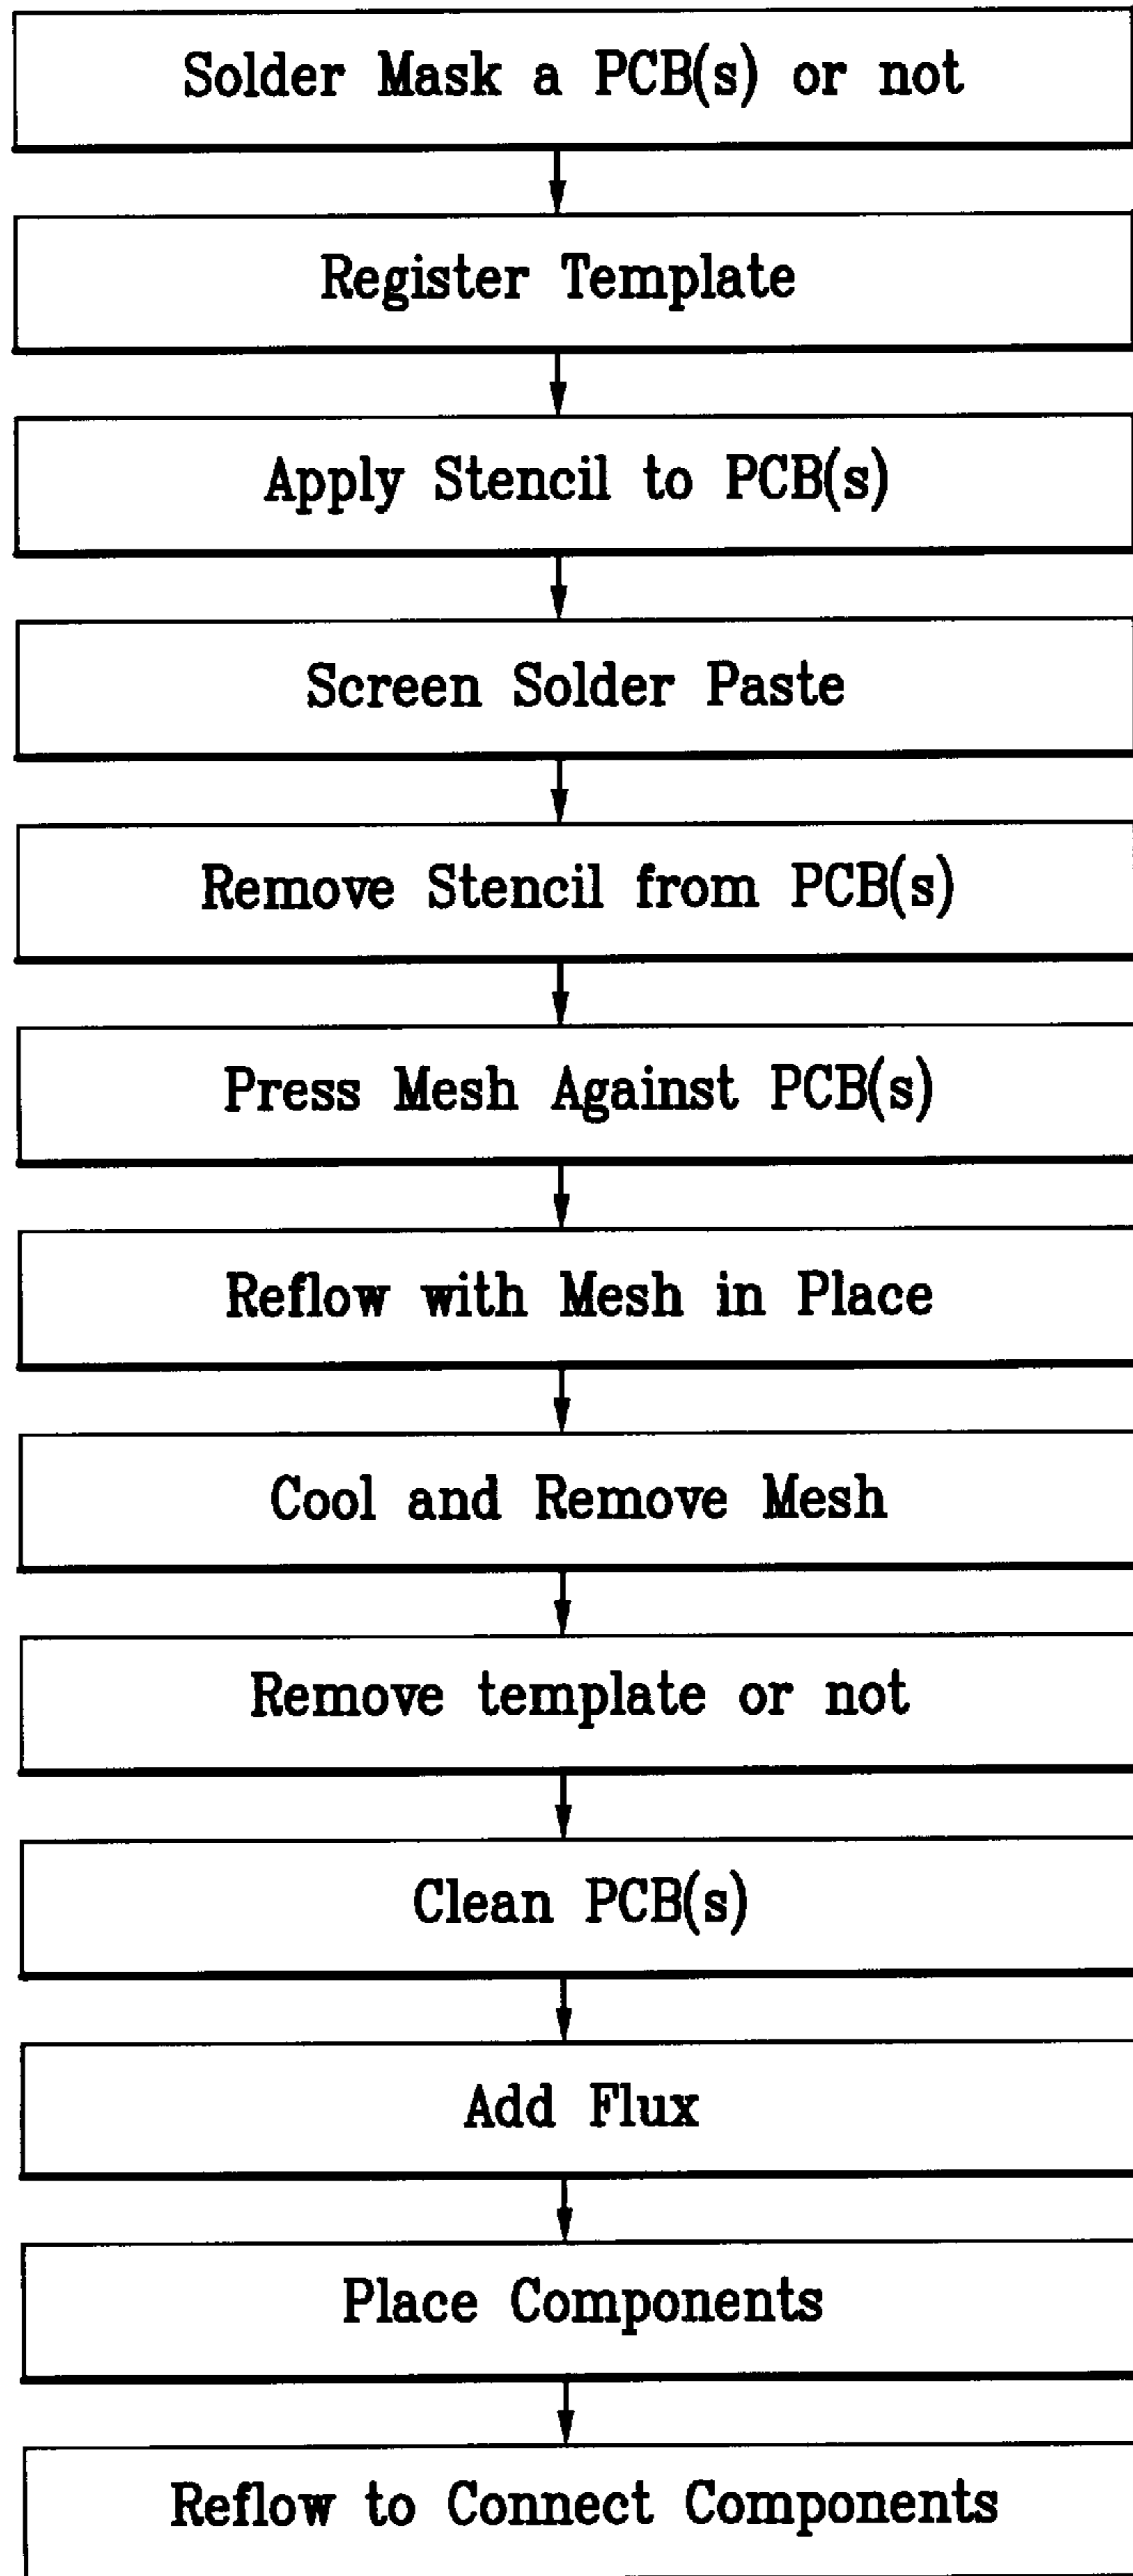 Solder Mask a PCB(s) or not
Register Template
Apply Stencil to PCB(s)
Screen Solder Paste
Remove Stencil from PCB(s)
Press Mesh Against PCB(s)
Reflow with Mesh in Place
Cool and Remove Mesh
Remove template or not
Clean PCB(s)
Add Flux
Place Components
Reflow to Connect Components